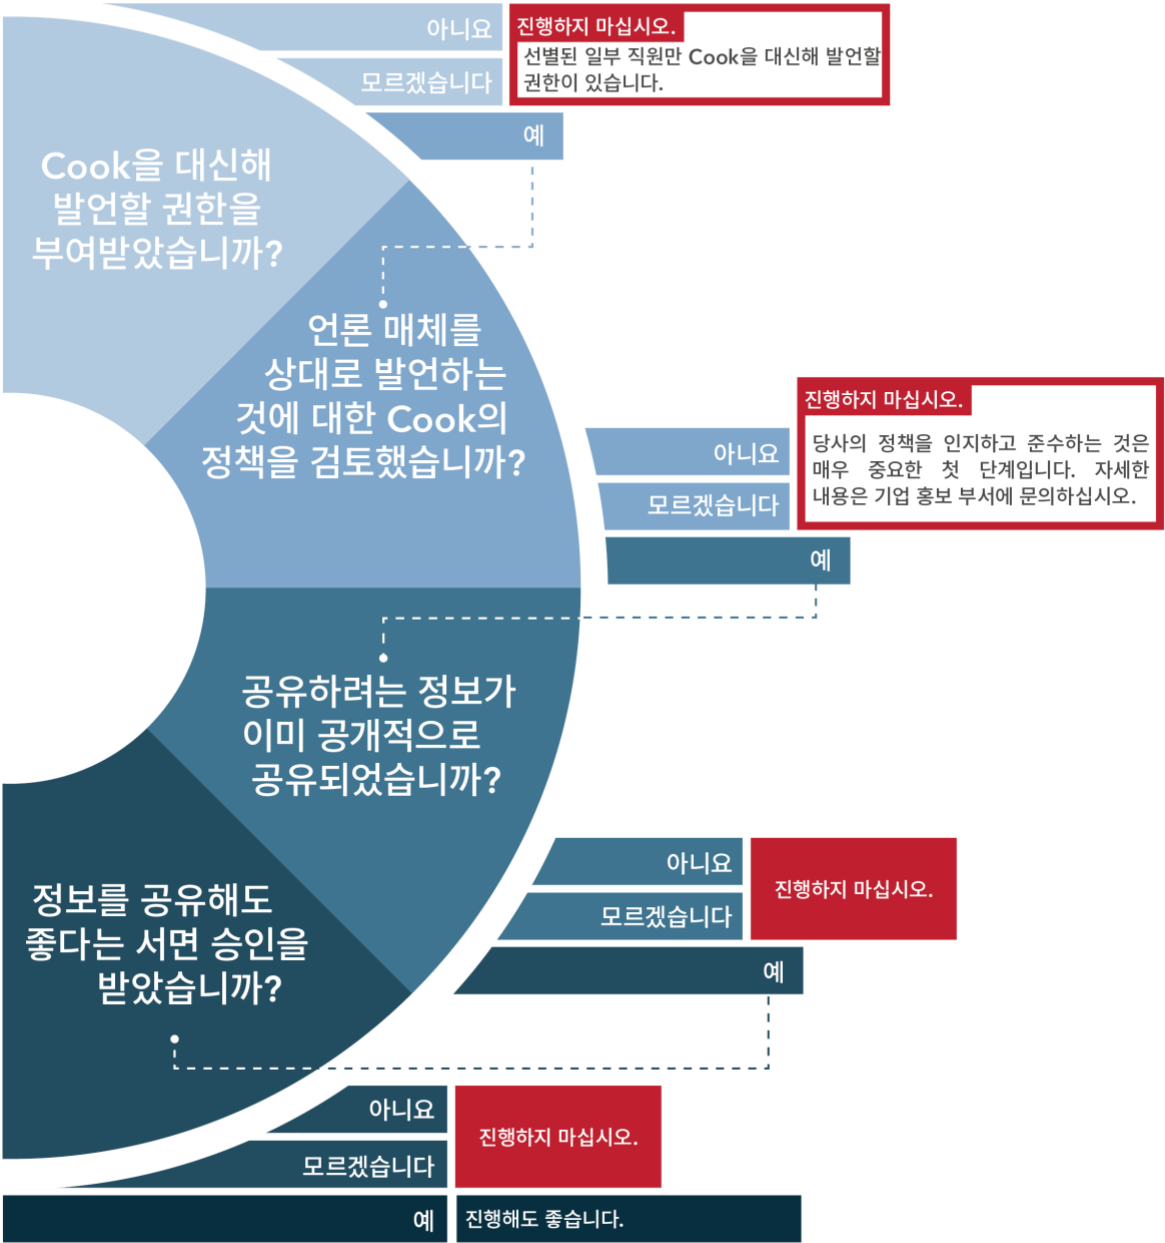 Cook을 대신해
발언할 권한을
부여받았습니까?
아니요
모르겠습니다
진행하지 마십시오.
선별된 일부 직원만 Cook을 대신해 발언할
권한이 있습니다.
예
언론 매체를
상대로 발언하는
것에 대한 Cook의
정책을 검토했습니까?
아니요
모르겠습니다
진행하지 마십시오.
당사의 정책을 인지하고 준수하는 것은
매우 중요한 첫 단계입니다. 자세한
내용은 기업 홍보 부서에 문의하십시오.
예
공유하려는 정보가
이미 공개적으로
공유되었습니까?
아니요
모르겠습니다
진행하지 마십시오.
예
정보를 공유해도
좋다는 서면 승인을
받았습니까?
아니요
모르겠습니다
진행하지 마십시오.
예
진행해도 좋습니다.